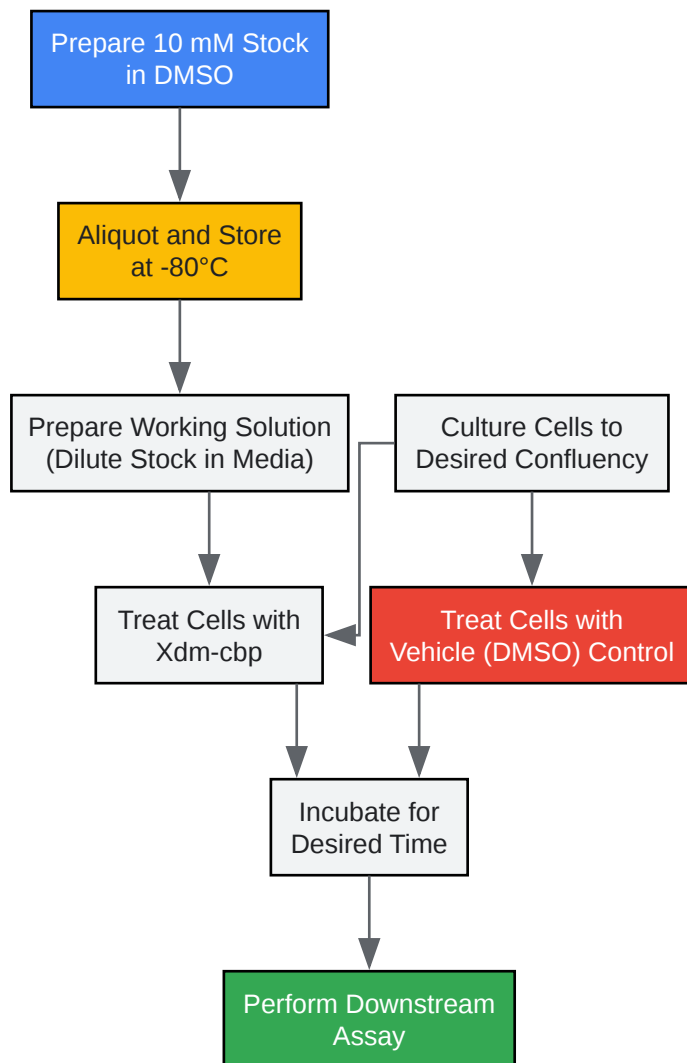 Prepare 10 mM Stock
in DMSO
Aliquot and Store
at -80°C
Prepare Working Solution
(Dilute Stock in Media)
Culture Cells to
Desired Confluency
Treat Cells with
Xdm-cbp
Treat Cells with
Vehicle (DMSO) Control
Incubate for
Desired Time
Perform Downstream
Assay